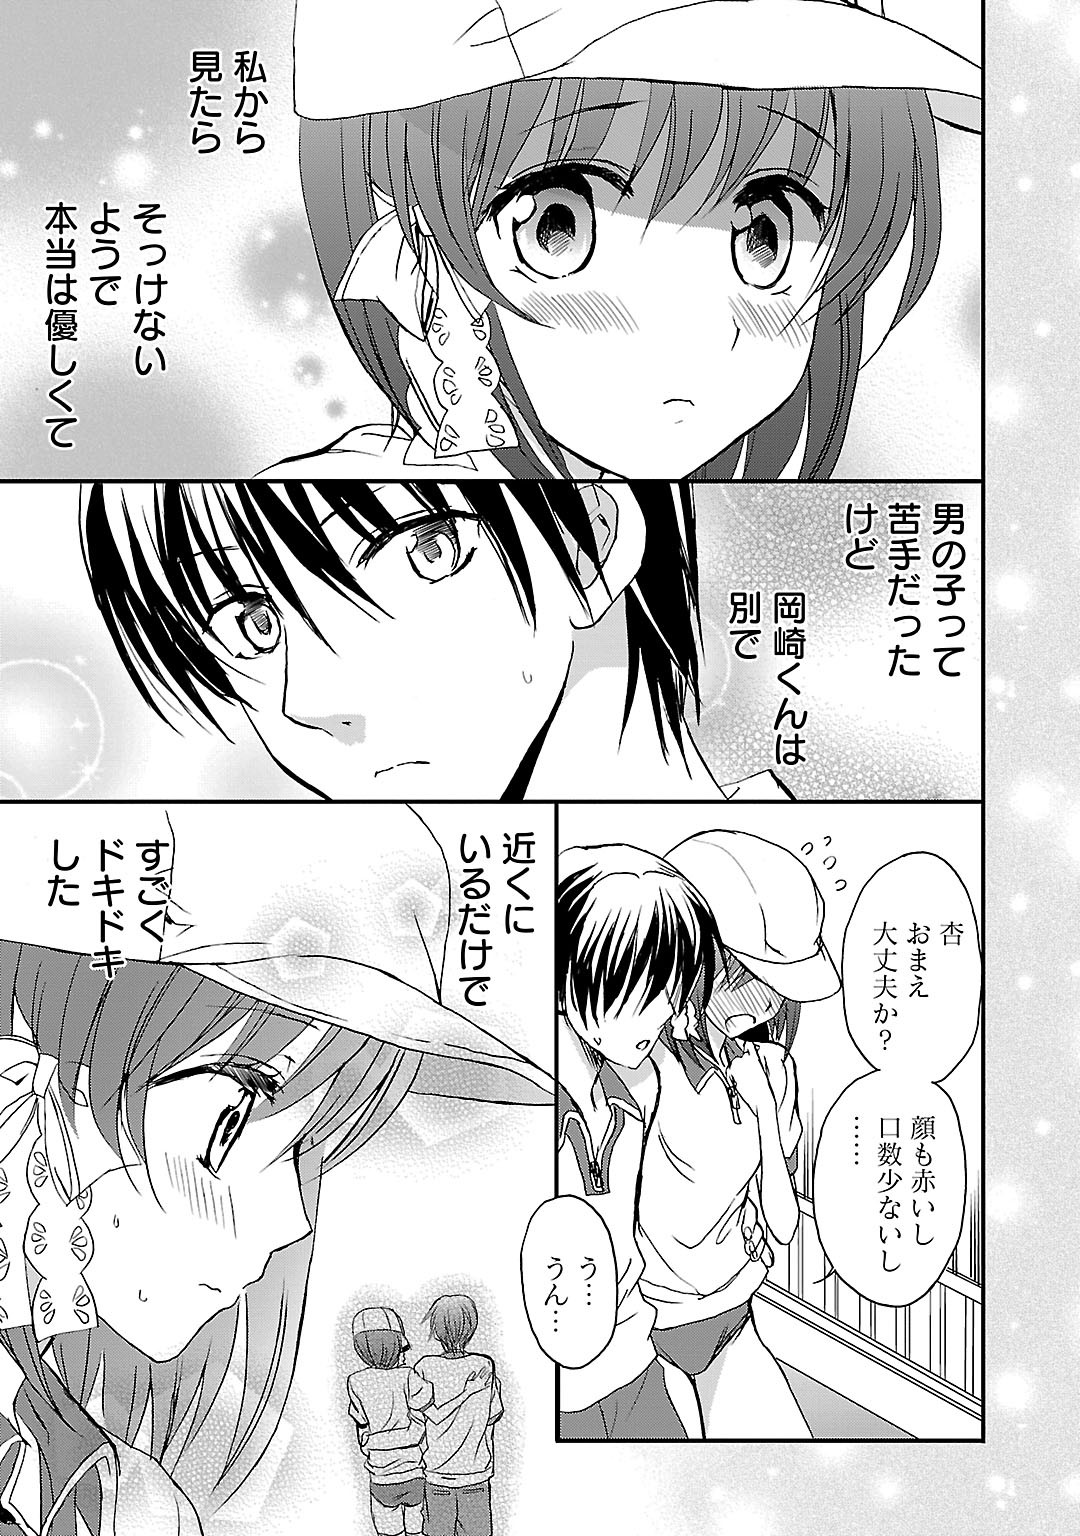 私から
見たら
そっけない
ようで
本当は優しくて
男の子って
苦手だった
けど
岡崎くんは
別で
杏
おまえ
大丈夫か？
顔も赤いし
口数少ないし
……
う…
うん…
近くに
いるだけで
すごく
ドキドキ
した